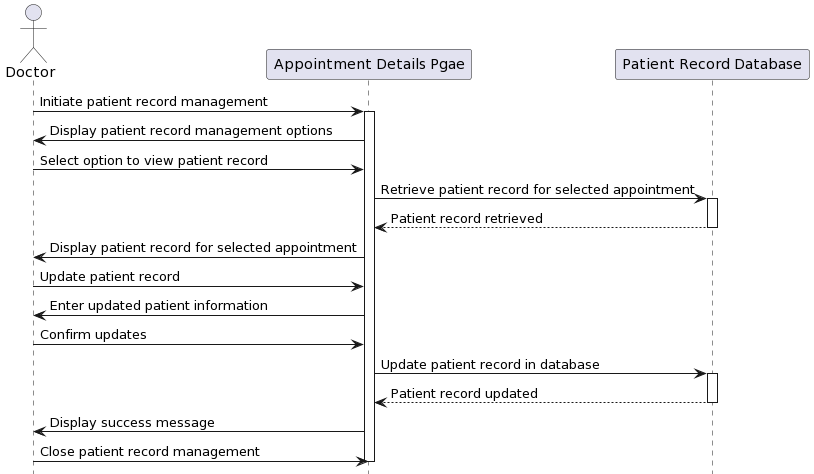 Doctor
Appointment Details Pgae
Patient Record Database
Initiate patient record management
Display patient record management options
Select option to view patient record
Retrieve patient record for selected appointment
Patient record retrieved
Display patient record for selected appointment
Update patient record
Enter updated patient information
Confirm updates
Update patient record in database
Patient record updated
Display success message
Close patient record management